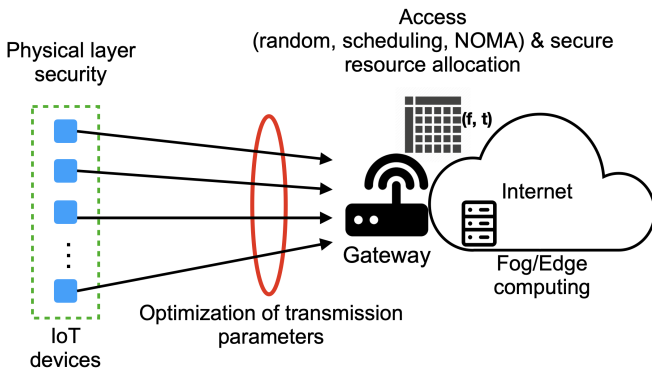 Access
(random, scheduling, NOMA) & secure
resource allocation
Physical layer
security
(f, t)
Internet
Gateway
Fog/Edge
computing
Optimization of transmission
parameters
IoT
devices